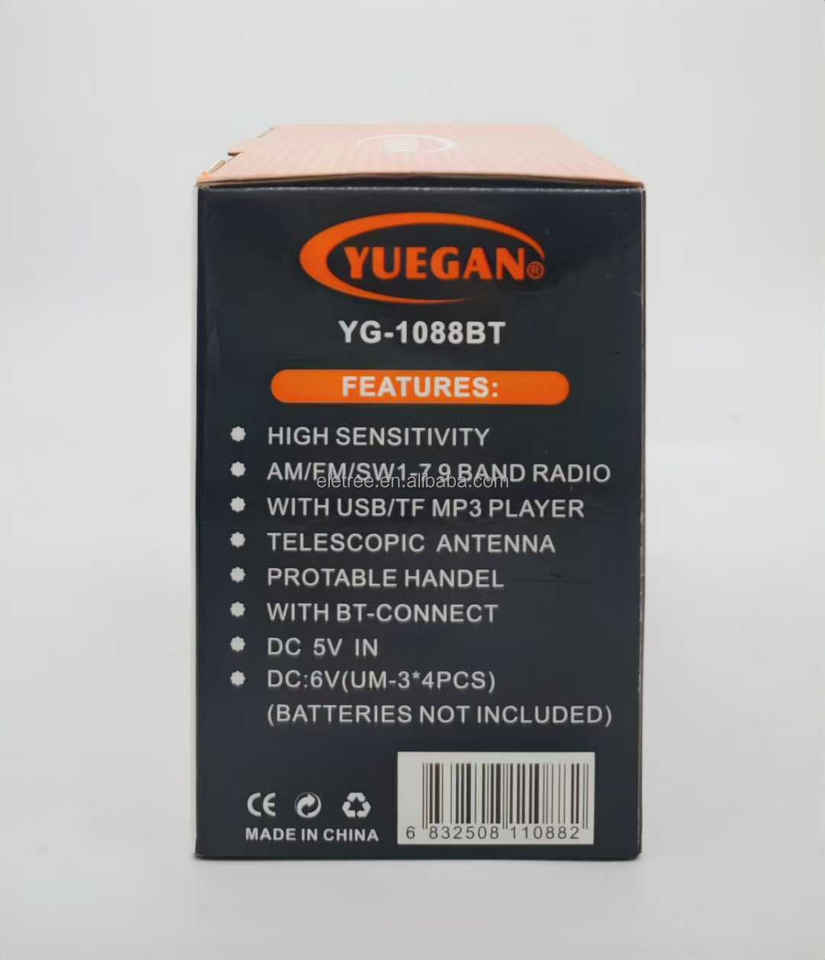 YUEGAN®
YG-1088BT
FEATURES:
HIGH SENSITIVITY
AM/FM/SW1-7 9 BAND RADIO
eletree.en.alibaba.com
WITH USB/TF MP3 PLAYER
TELESCOPIC ANTENNA
PROTABLE HANDEL
WITH BT-CONNECT
DC 5V IN
DC:6V(UM-3*4PCS)
(BATTERIES NOT INCLUDED)
CE
MADE IN CHINA
6 832508 110882